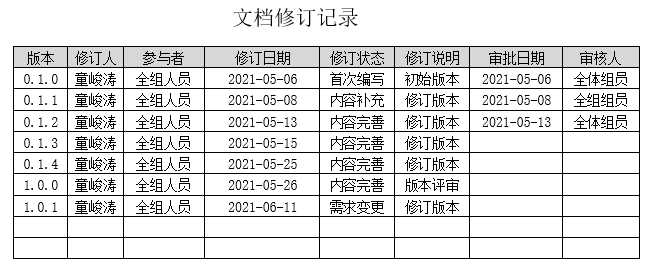 文档修订记录
版本 修订人 参与者 修订日期 修订状态 修订说明 审批日期 审核人
0.1.0 童峻涛 全组人员 2021-05-06 首次编写 初始版本 2021-05-06 全体组员
0.1.1 童峻涛 全组人员 2021-05-08 内容补充 修订版本 2021-05-08 全组组员
0.1.2 童峻涛 全组人员 2021-05-13 内容完善 修订版本 2021-05-13 全体组员
0.1.3 童峻涛 全组人员 2021-05-15 内容完善 修订版本
0.1.4 童峻涛 全组人员 2021-05-25 内容完善 修订版本
1.0.0 童峻涛 全组人员 2021-05-26 内容完善 版本评审
1.0.1 童峻涛 全组人员 2021-06-11 需求变更 修订版本